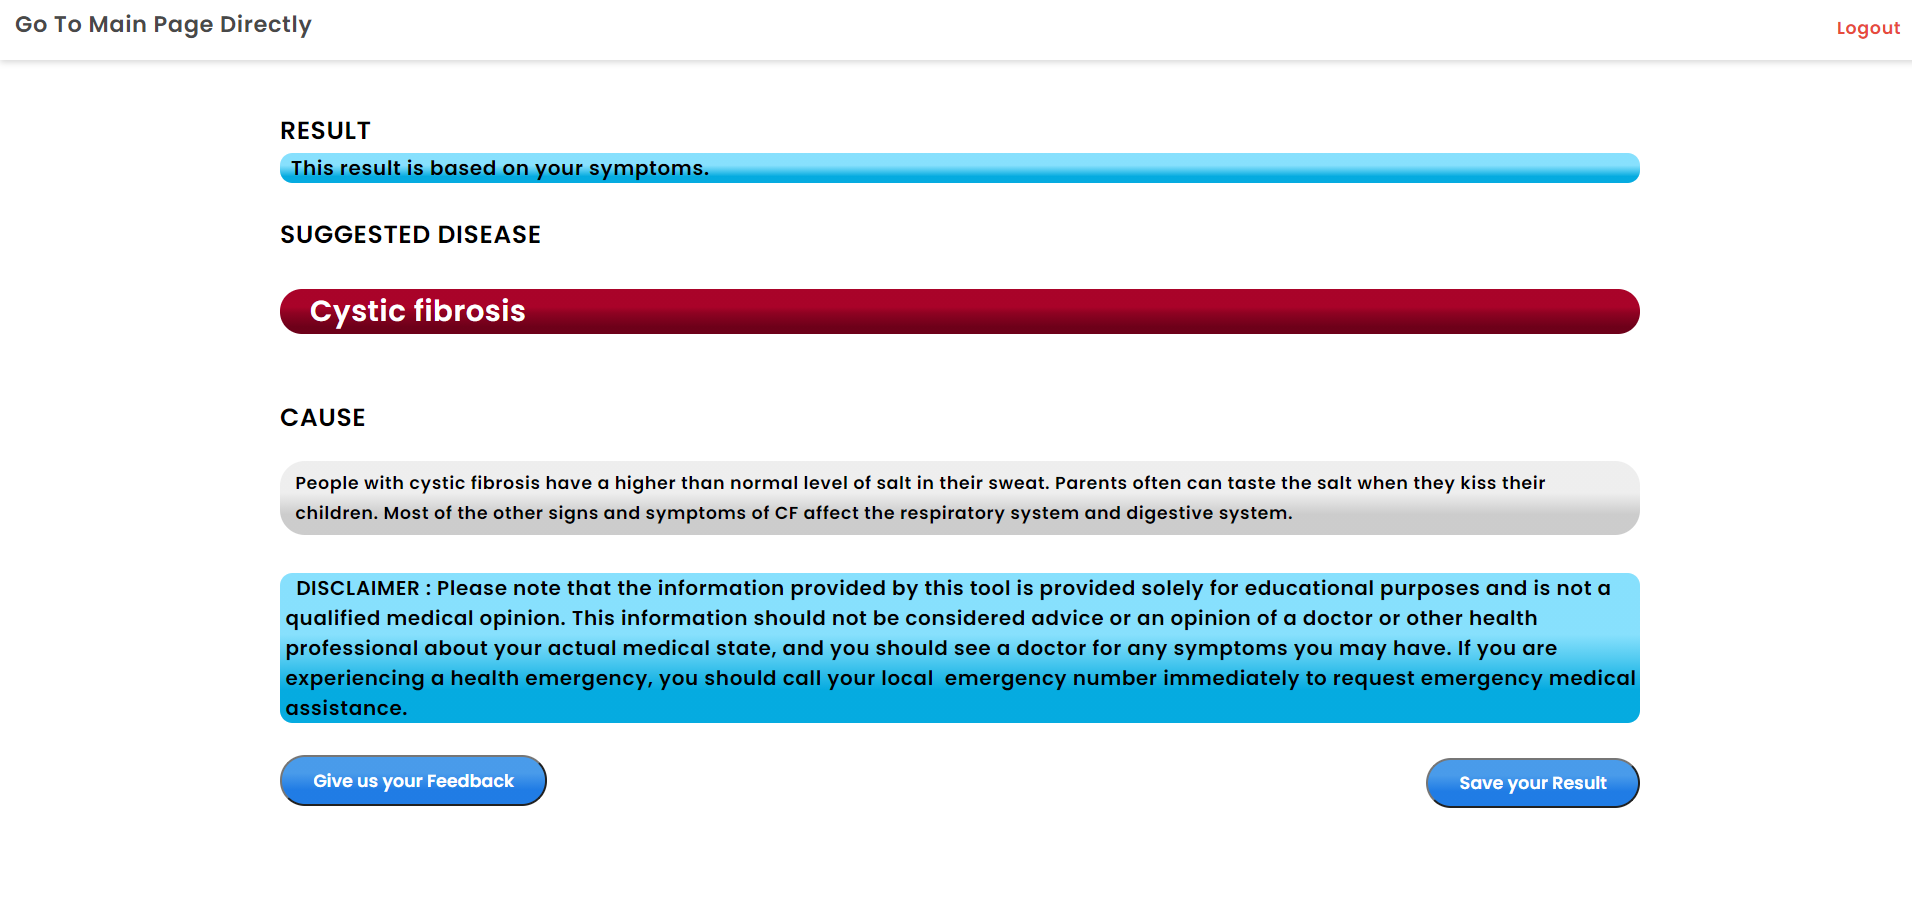 Go To Main Page Directly
Logout
RESULT
This result is based on your symptoms.
SUGGESTED DISEASE
Cystic fibrosis
CAUSE
People with cystic fibrosis have a higher than normal level of salt in their sweat. Parents often can taste the salt when they kiss their
children. Most of the other signs and symptoms of CF affect the respiratory system and digestive system.
DISCLAIMER : Please note that the information provided by this tool is provided solely for educational purposes and is not a
qualified medical opinion. This information should not be considered advice or an opinion of a doctor or other health
professional about your actual medical state, and you should see a doctor for any symptoms you may have. If you are
experiencing a health emergency, you should call your local  emergency number immediately to request emergency medical
assistance.
Give us your Feedback
Save your Result